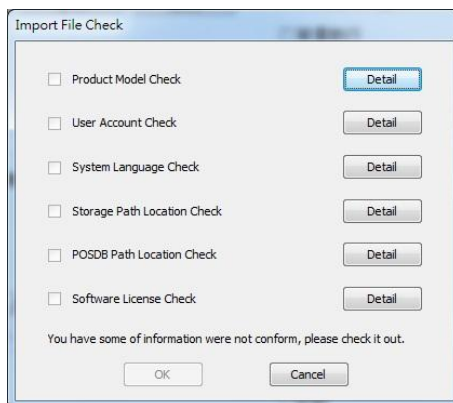 Import File Check
Product Model Check Detail
User Account Check Detail
System Language Check Detail
Storage Path Location Check Detail
POSDB Path Location Check Detail
Software License Check Detail
You have some of information were not conform, please check it out.
OK Cancel